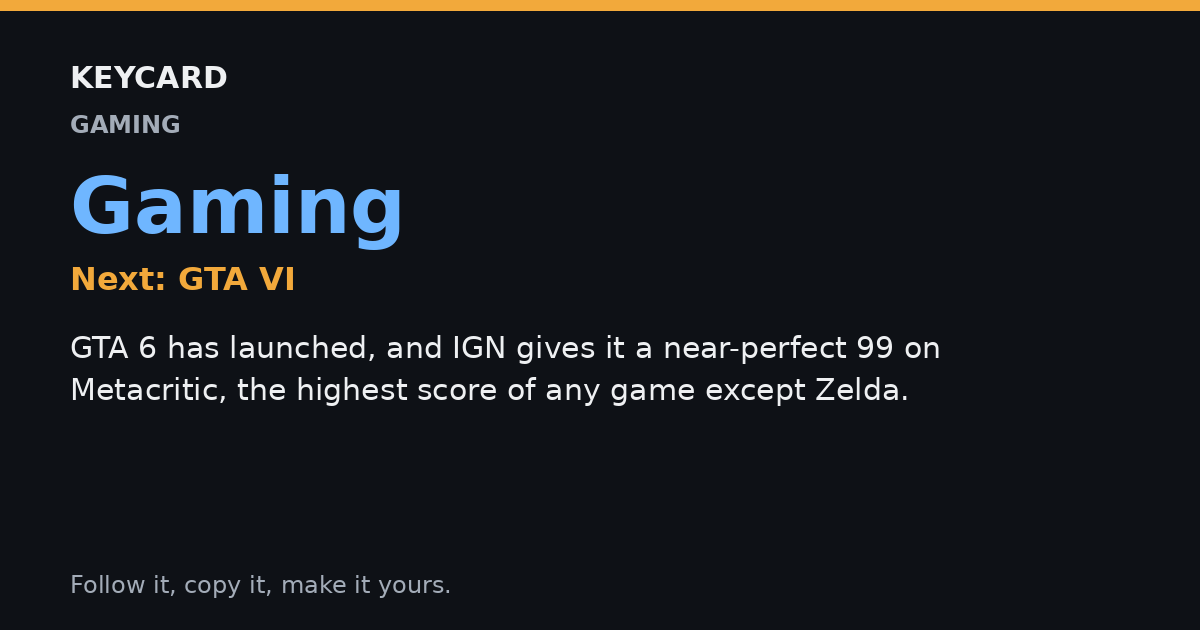 KEYCARD
GAMING
Gaming
Next: GTA VI
GTA 6 has launched, and IGN gives it a near-perfect 99 on
Metacritic, the highest score of any game except Zelda.
Follow it, copy it, make it yours.